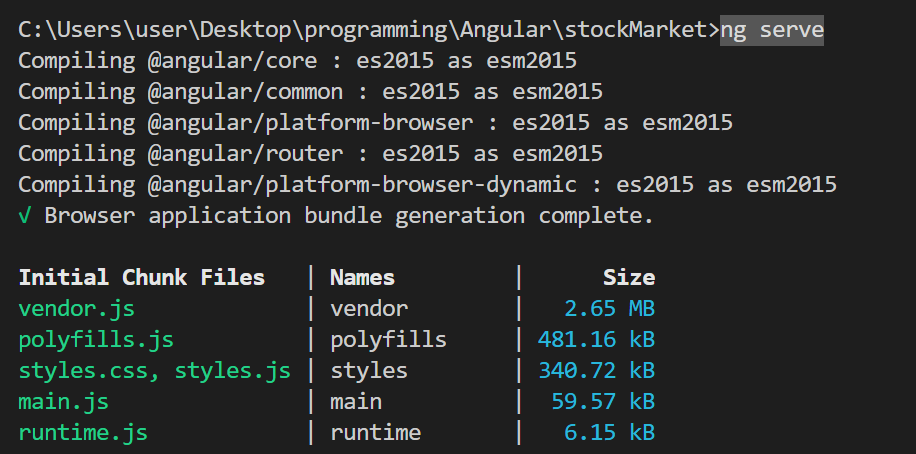 C:\Users\user\Desktop\programming\Angular\stockMarket>ng serve
Compiling @angular/core : es2015 as esm2015
Compiling @angular/common : es2015 as esm2015
Compiling @angular/platform-browser : es2015 as esm2015
Compiling @angular/router : es2015 as esm2015
Compiling @angular/platform-browser-dynamic : es2015 as esm2015
√ Browser application bundle generation complete.
Initial Chunk Files | Names | Size
vendor.js | vendor | 2.65 MB
polyfills.js | polyfills | 481.16 kB
styles.css, styles.js | styles | 340.72 kB
main.js | main | 59.57 kB
runtime.js | runtime | 6.15 kB